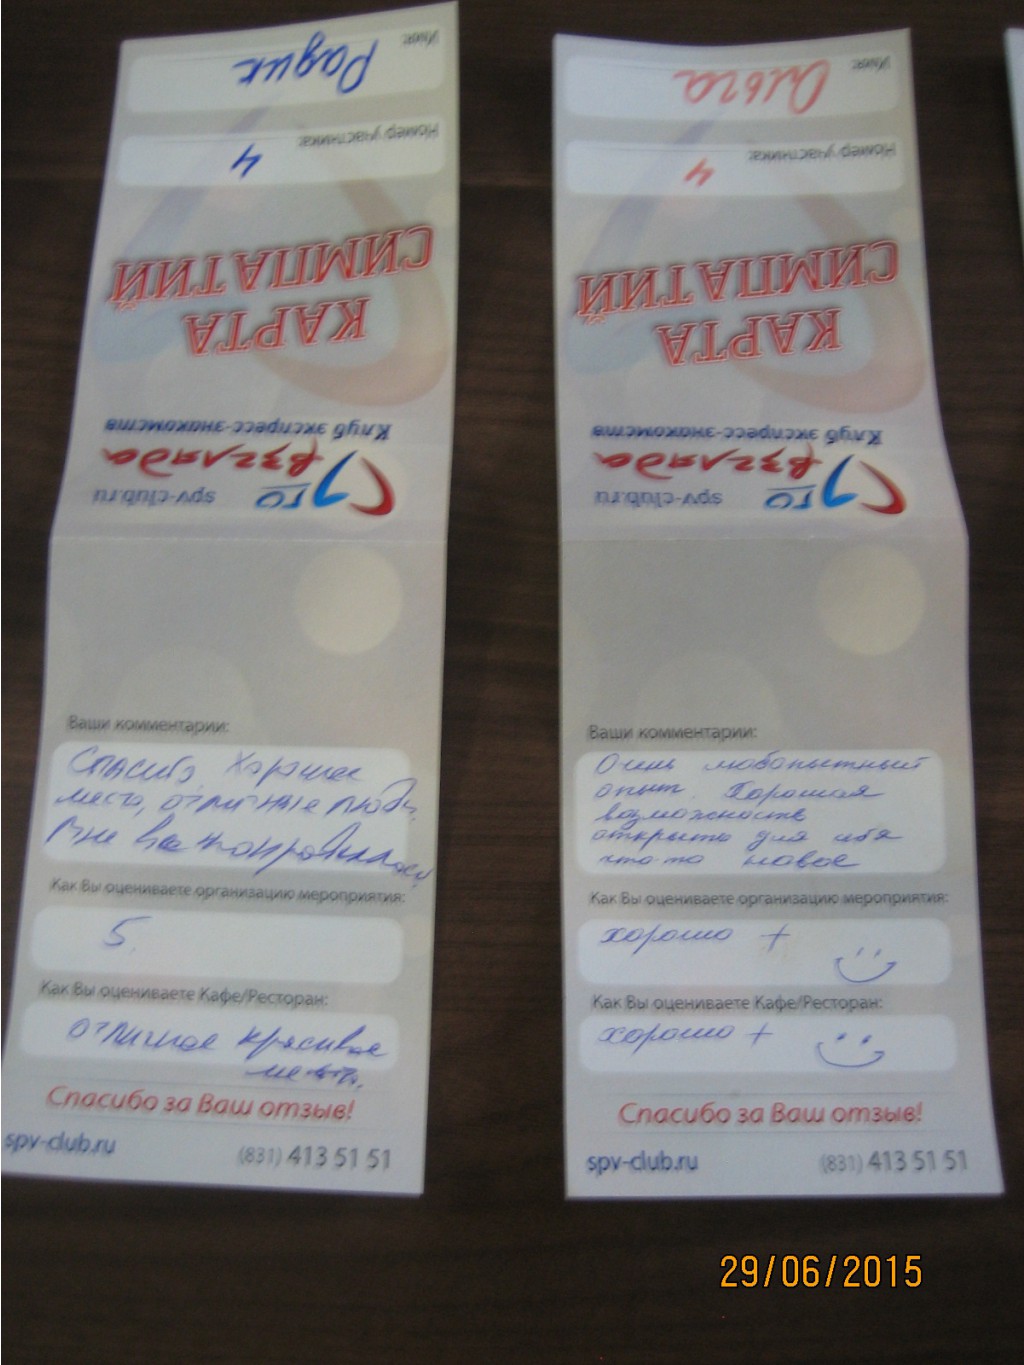 Имя:
Радик
Номер участника:
4
КАРТА
СИМПАТИЙ
Клуб экспресс-знакомств
С 1го взгляда
spv-club.ru
Ваши комментарии:
Спасибо, Хорошее
место, отличные люди.
Мне все понравилось!
Как Вы оцениваете организацию мероприятия:
5.
Как Вы оцениваете Кафе/Ресторан:
отличное красивое
место.
Спасибо за Ваш отзыв!
spv-club.ru (831) 413 51 51
Имя:
Ольга
Номер участника:
4
КАРТА
СИМПАТИЙ
Клуб экспресс-знакомств
С 1го взгляда
spv-club.ru
Ваши комментарии:
Очень любопытный
опыт. Хорошая
возможность
открыть для себя
что-то новое
Как Вы оцениваете организацию мероприятия:
хорошо +
Как Вы оцениваете Кафе/Ресторан:
хорошо +
Спасибо за Ваш отзыв!
spv-club.ru (831) 413 51 51
29/06/2015